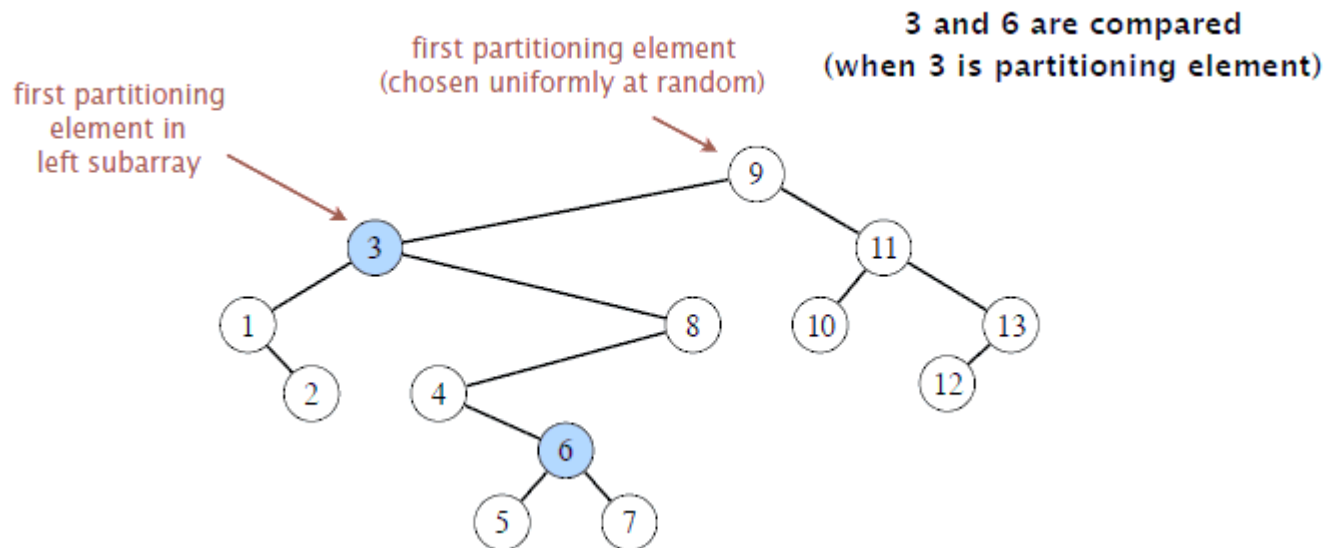 3 and 6 are compared
(when 3 is partitioning element)
first partitioning element
(chosen uniformly at random)
first partitioning
element in
left subarray
9
3
11
1
8
10
13
2
4
12
6
5
7